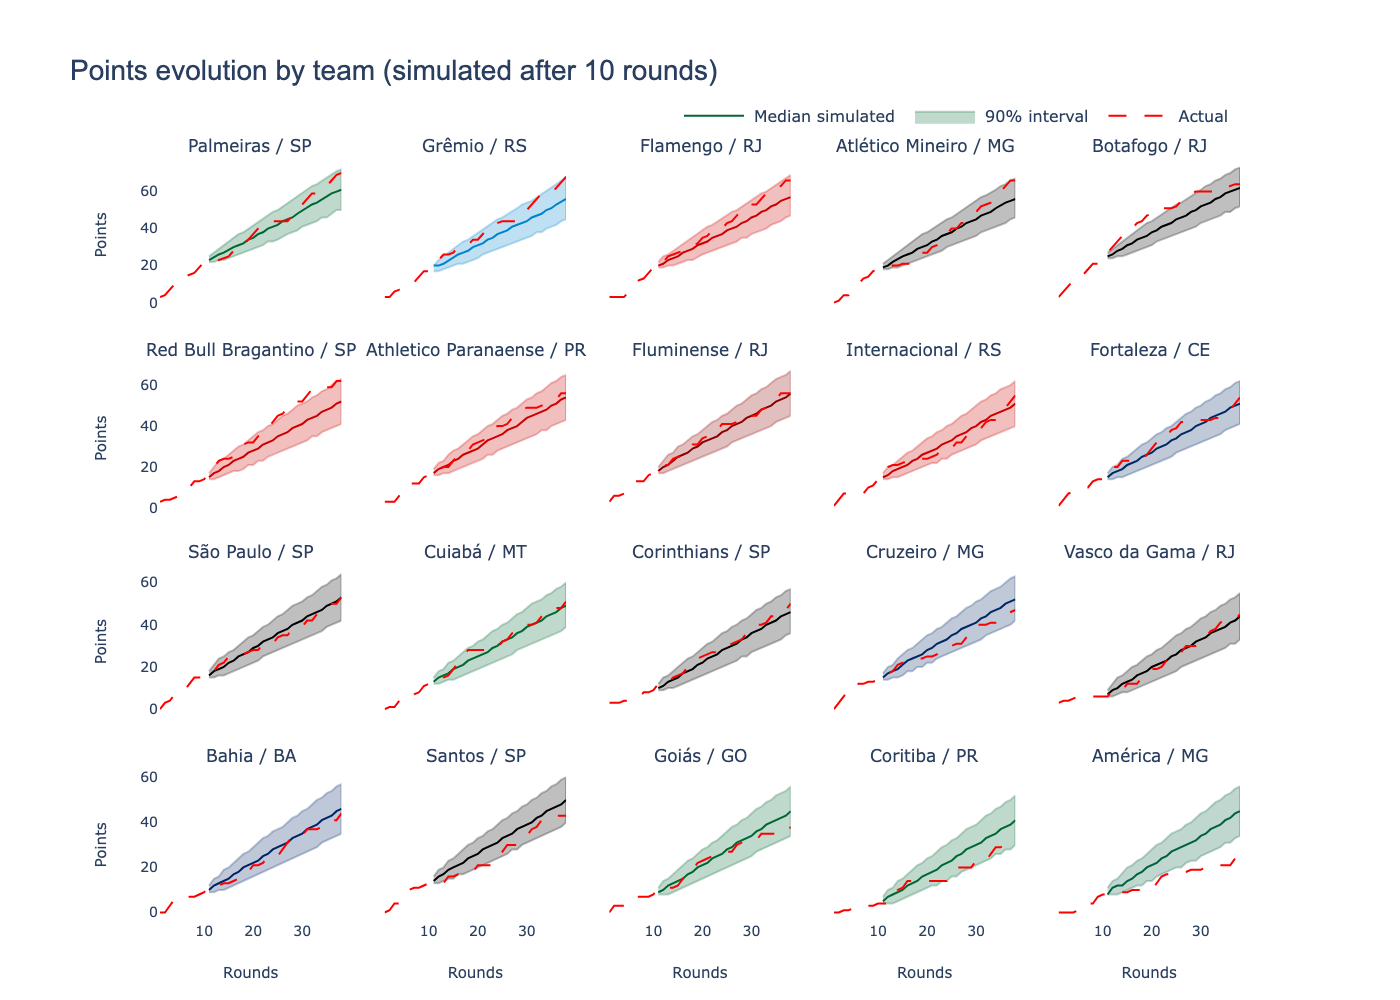 Points evolution by team (simulated after 10 rounds)
Median simulated 90% interval Actual
Palmeiras / SP Grêmio / RS Flamengo / RJ Atlético Mineiro / MG Botafogo / RJ
60
40
20
0
Points
Red Bull Bragantino / SP Athletico Paranaense / PR Fluminense / RJ Internacional / RS Fortaleza / CE
60
40
20
0
Points
São Paulo / SP Cuiabá / MT Corinthians / SP Cruzeiro / MG Vasco da Gama / RJ
60
40
20
0
Points
Bahia / BA Santos / SP Goiás / GO Coritiba / PR América / MG
60
40
20
0
Points
10 20 30 10 20 30 10 20 30 10 20 30 10 20 30
Rounds Rounds Rounds Rounds Rounds